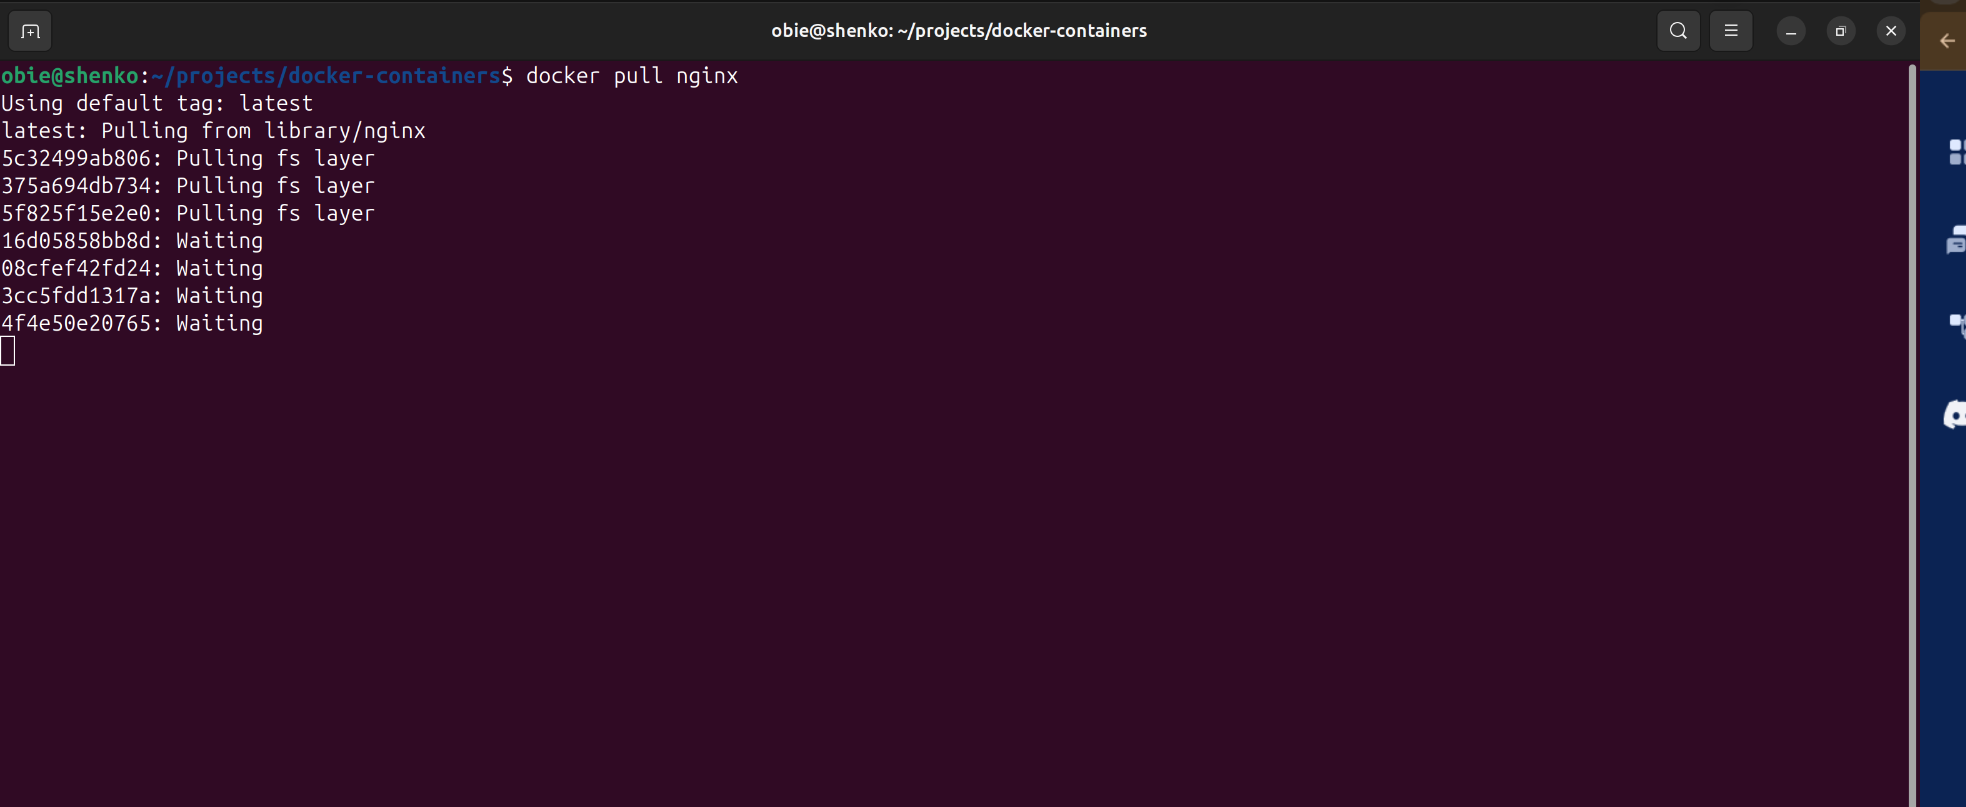 obie@shenko: ~/projects/docker-containers
obie@shenko:~/projects/docker-containers$ docker pull nginx
Using default tag: latest
latest: Pulling from library/nginx
5c32499ab806: Pulling fs layer
375a694db734: Pulling fs layer
5f825f15e2e0: Pulling fs layer
16d05858bb8d: Waiting
08cfef42fd24: Waiting
3cc5fdd1317a: Waiting
4f4e50e20765: Waiting